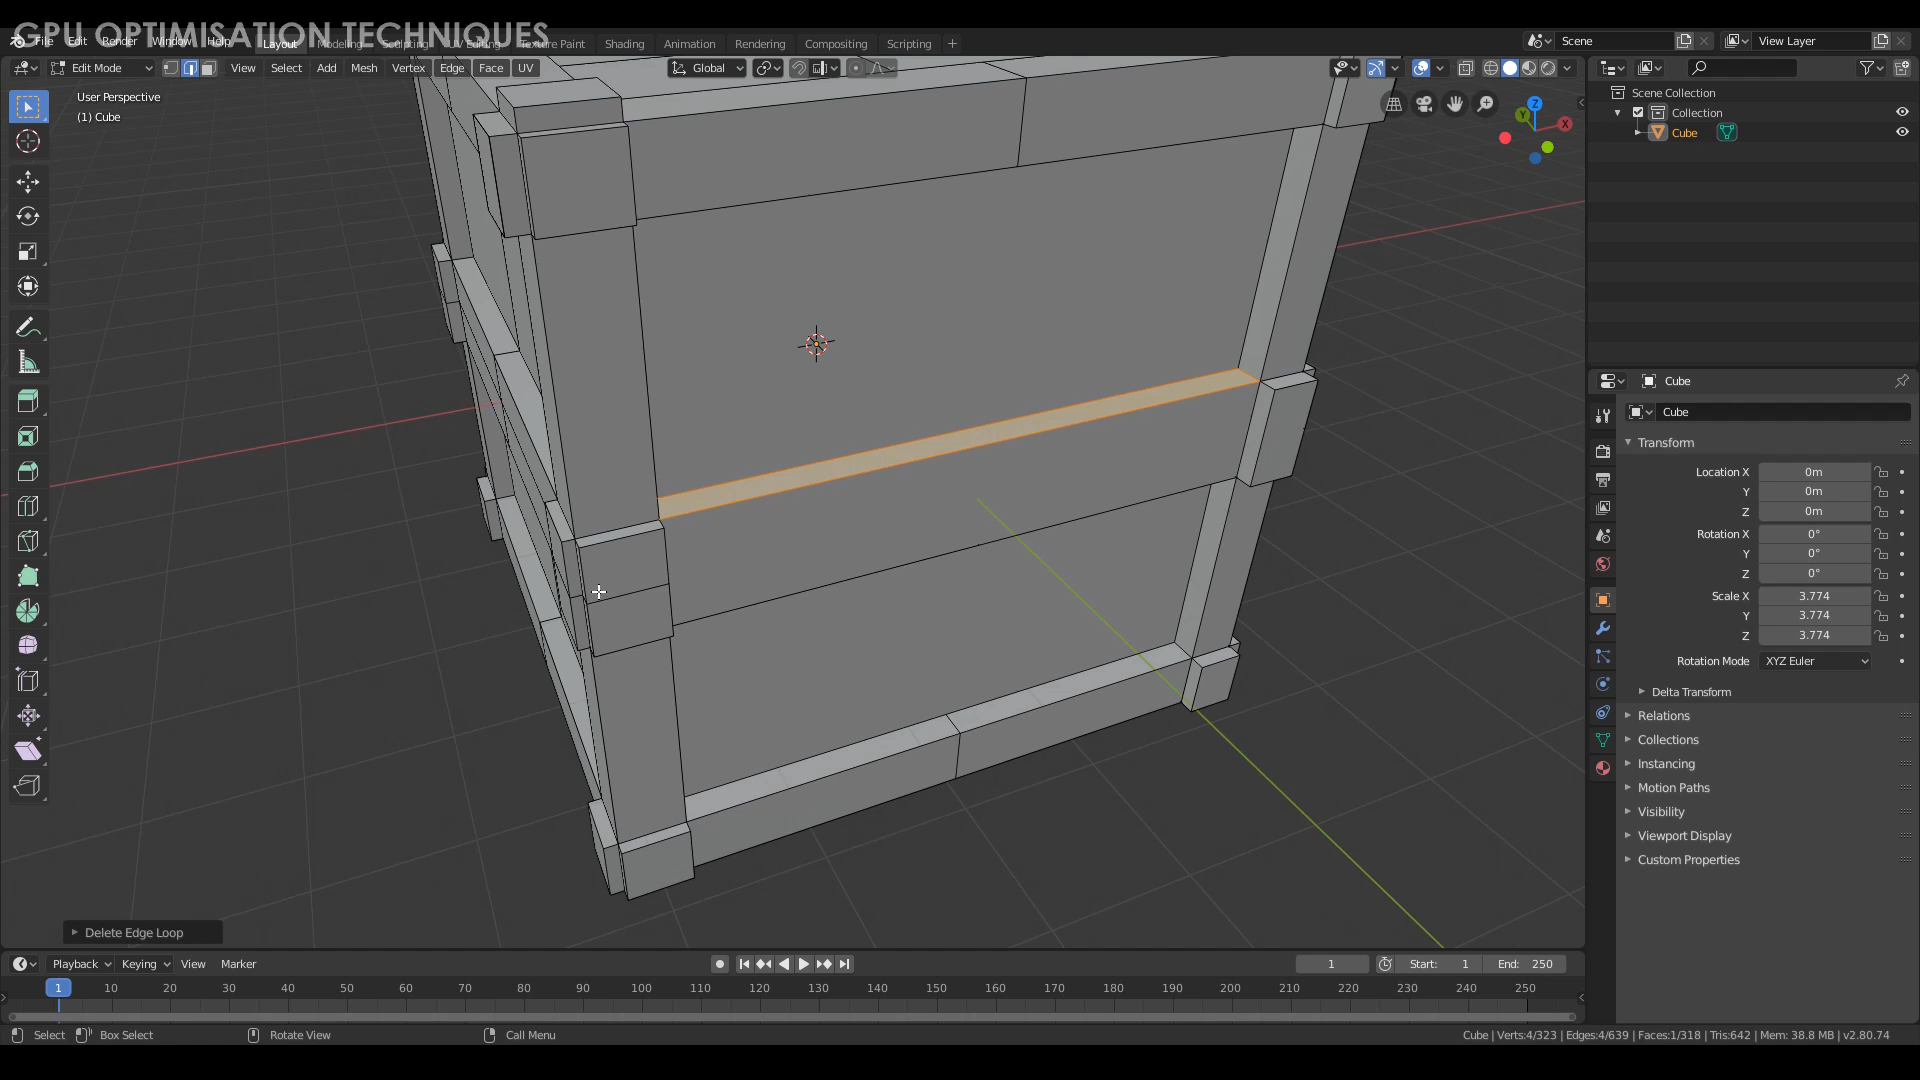 GPU OPTIMISATION TECHNIQUES
File Edit Render Window Help Layout Modeling Sculpting UV Editing Texture Paint Shading Animation Rendering Compositing Scripting Scene View Layer
Edit Mode View Select Add Mesh Vertex Edge Face UV Global
User Perspective
(1) Cube
Scene Collection
Collection
Cube
Cube
Cube
Transform
Location X 0m
Y 0m
Z 0m
Rotation X 0°
Y 0°
Z 0°
Scale X 3.774
Y 3.774
Z 3.774
Rotation Mode XYZ Euler
Delta Transform
Relations
Collections
Instancing
Motion Paths
Visibility
Viewport Display
Custom Properties
Delete Edge Loop
Playback Keying View Marker 1 Start: 1 End: 250
1 10 20 30 40 50 60 70 80 90 100 110 120 130 140 150 160 170 180 190 200 210 220 230 240 250
Select Box Select Rotate View Call Menu Cube | Verts:4/323 | Edges:4/639 | Faces:1/318 | Tris:642 | Mem: 38.8 MB | v2.80.74